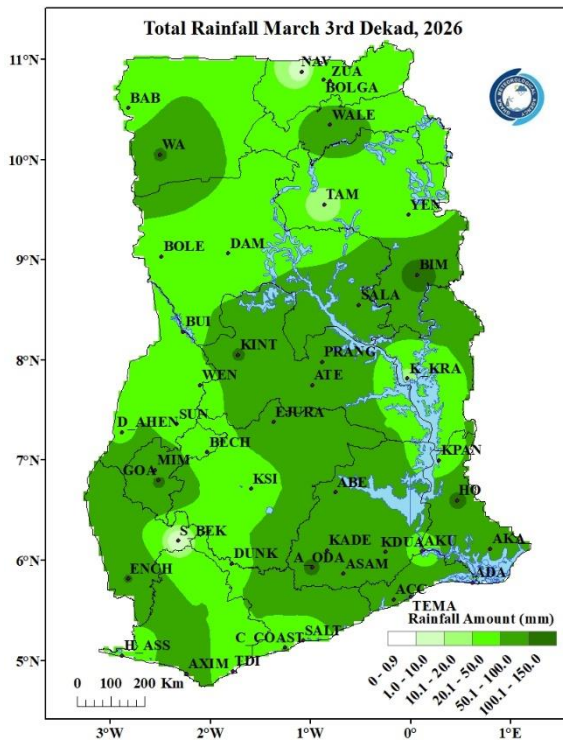 Total Rainfall March 3rd Dekad, 2026
11°N
NAV
ZUA
BOLGA
BAB
WALE
WA
10°N
TAM
YEN
BOLE
DAM
9°N
BIM
SALA
BUI
KINT
8°N
PRANG
K_KRA
WEN
ATE
SUN
EJURA
D_AHEN
BECH
7°N
MIM
GOA
KPAN
KSI
ABE
HO
S_BEK
KADE
KDUA
AKU
AKA
6°N
DUNK
A_ODA
ASAM
ENCH
ADA
ACC
TEMA
SALT
C_COAST
H_ASS
5°N
AXIM
TDI
Rainfall Amount (mm)
0 - 0.9
1.0 - 10.0
10.1 - 20.0
20.1 - 50.0
50.1 - 100.0
100.1 - 150.0
0 100 200 Km
3°W 2°W 1°W 0° 1°E